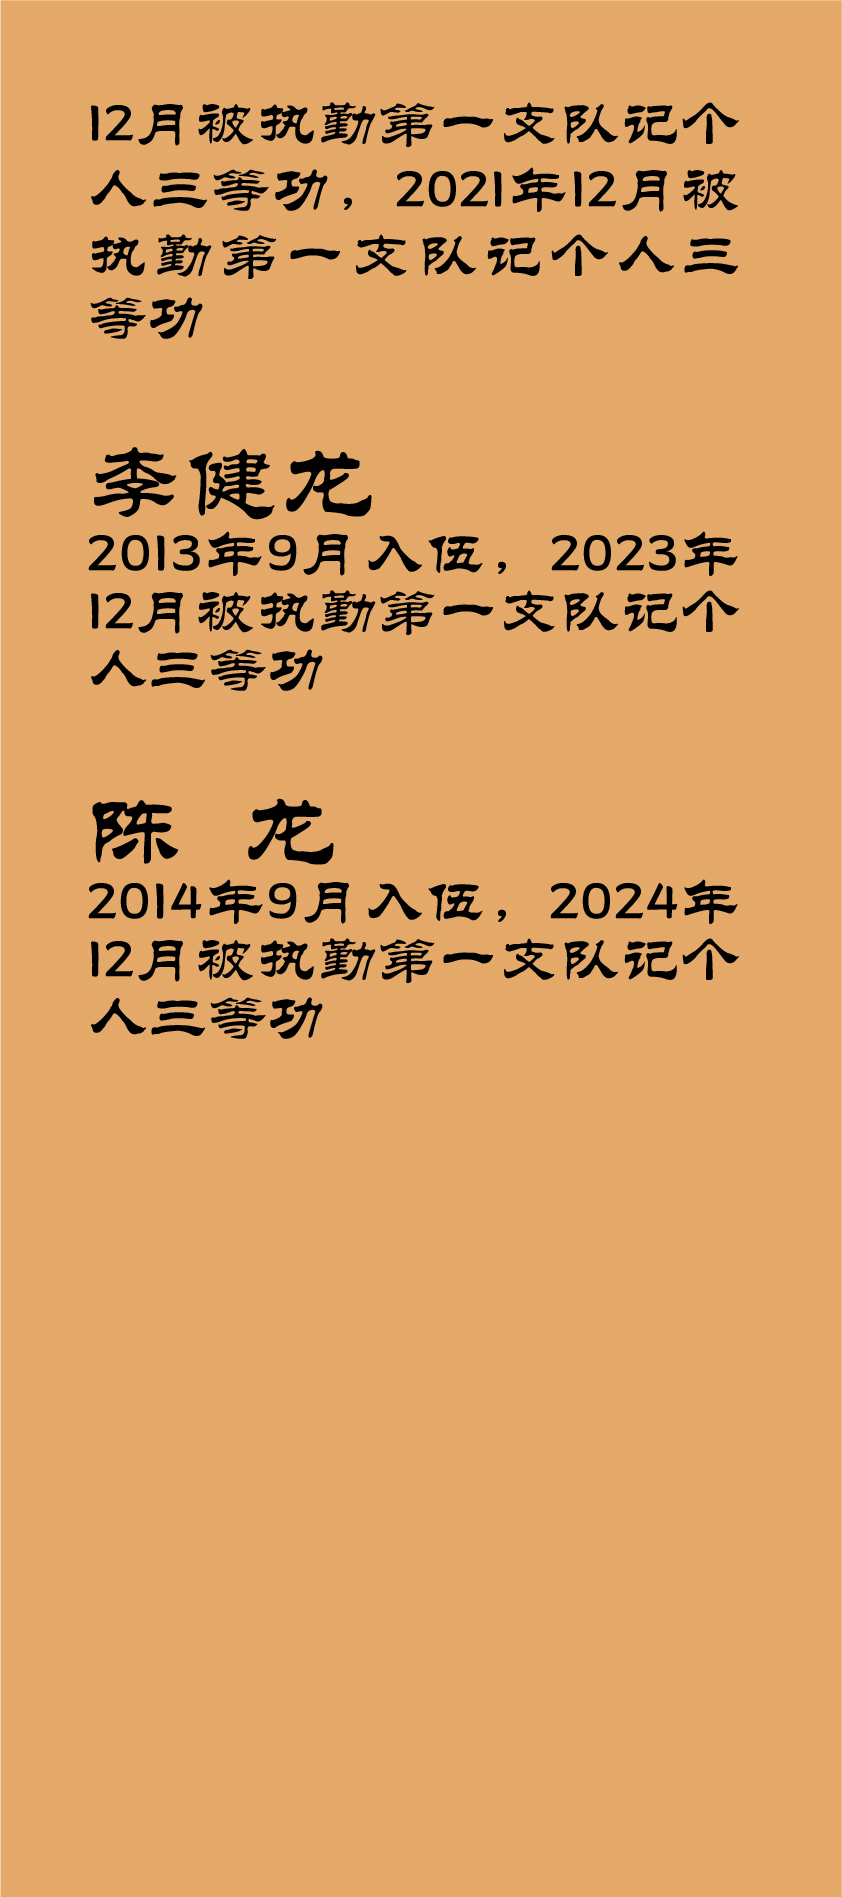 12月被执勤第一支队记个
人三等功，2021年12月被
执勤第一支队记个人三
等功
李健龙
2013年9月入伍，2023年
12月被执勤第一支队记个
人三等功
陈 龙
2014年9月入伍，2024年
12月被执勤第一支队记个
人三等功